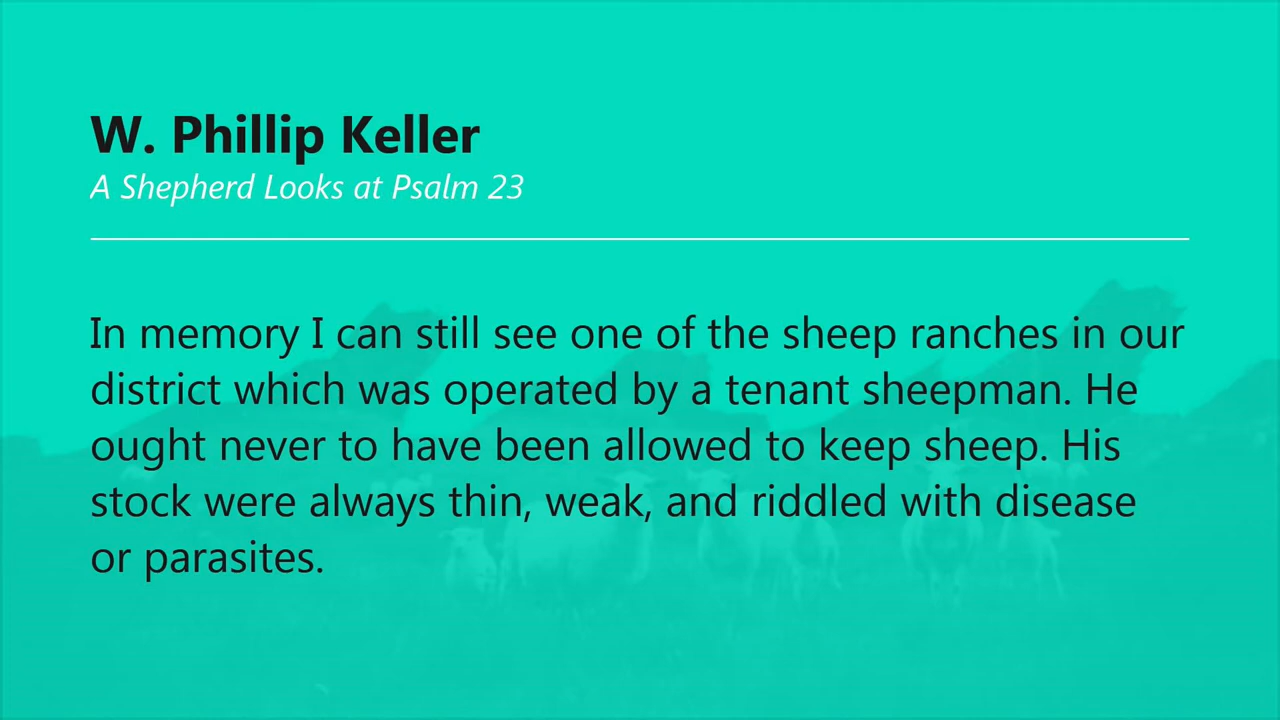 W. Phillip Keller
A Shepherd Looks at Psalm 23
In memory I can still see one of the sheep ranches in our
district which was operated by a tenant sheepman. He
ought never to have been allowed to keep sheep. His
stock were always thin, weak, and riddled with disease
or parasites.